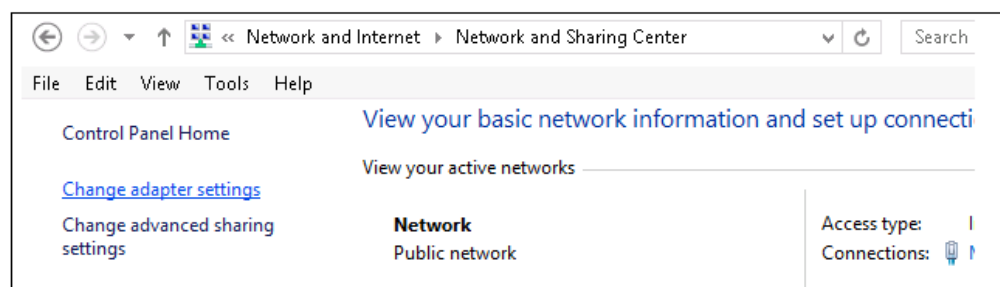 « Network and Internet ▸ Network and Sharing Center Search
File Edit View Tools Help
Control Panel Home
View your basic network information and set up
View your active networks
Change adapter settings
Change advanced sharing
settings
Network
Public network
Access type:
Connections: